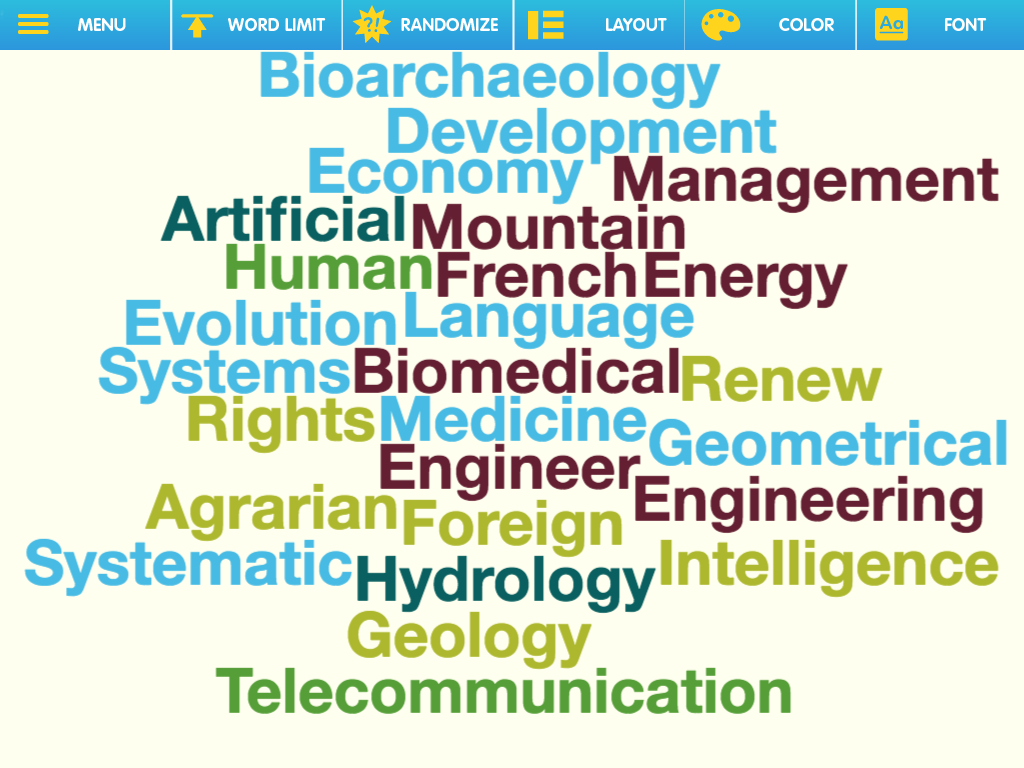 MENU WORD LIMIT RANDOMIZE LAYOUT COLOR Aa FONT
Bioarchaeology
Development
Economy Management
Artificial Mountain
Human French Energy
Evolution Language
Systems Biomedical Renew
Rights Medicine Geometrical
Engineer
Agrarian Foreign Engineering
Systematic Hydrology Intelligence
Geology
Telecommunication